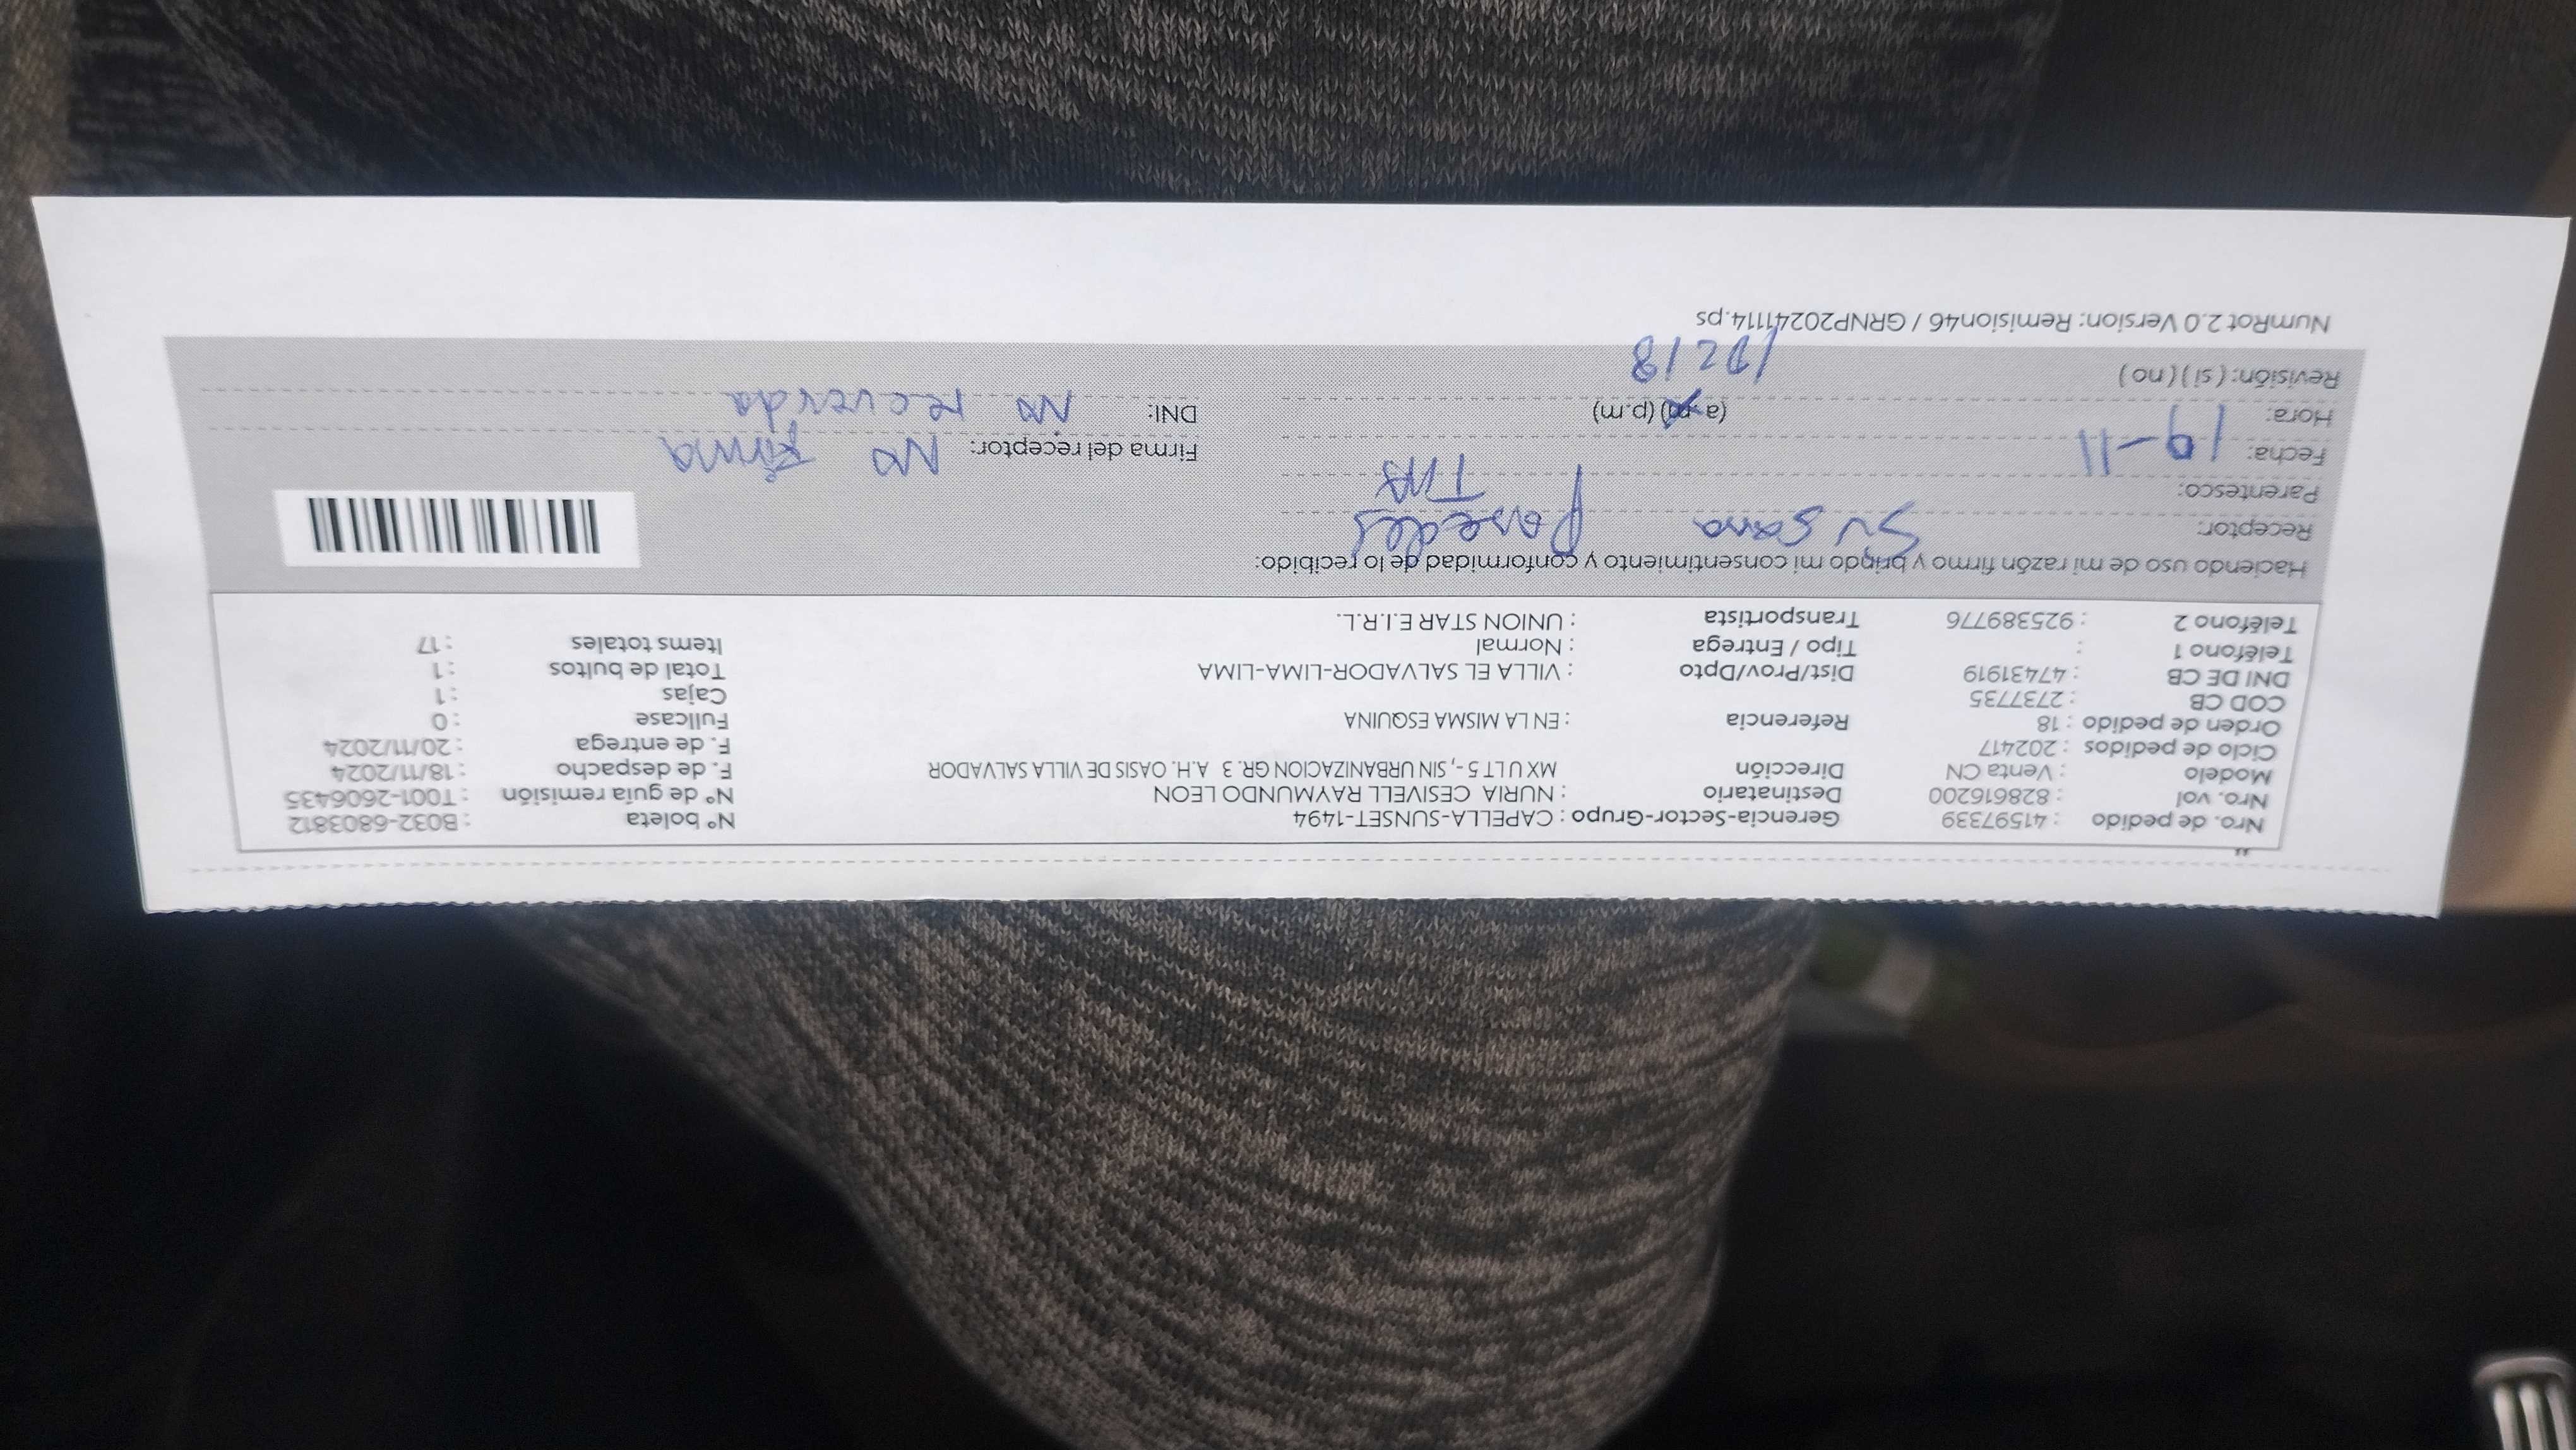 Nro. de pedido : 41597339 Gerencia-Sector-Grupo : CAPELLA-SUNSET-1494 N° boleta : B032-6803812
Nro. vol : 828616200 Destinatario : NURIA CESIVELL RAYMUNDO LEON N° de guía remisión : T001-2606435
Modelo : Venta CN Dirección MX U LT 5 -, SIN URBANIZACION GR. 3 A.H. OASIS DE VILLA SALVADOR F. de despacho : 18/11/2024
Ciclo de pedidos : 202417 F. de entrega : 20/11/2024
Orden de pedido : 18 Referencia : EN LA MISMA ESQUINA Fullcase : 0
COD CB : 2737735 Cajas : 1
DNI DE CB : 47431919 Dist/Prov/Dpto : VILLA EL SALVADOR-LIMA-LIMA Total de bultos : 1
Teléfono 1 : Tipo / Entrega : Normal Items totales : 17
Teléfono 2 : 925389776 Transportista : UNION STAR E.I.R.L.
Haciendo uso de mi razón firmo y brindo mi consentimiento y conformidad de lo recibido:
Receptor: Susana Paredes
Parentesco: TIA
Fecha: 19-11 Firma del receptor: No firma
Hora: (a.m) (p.m) DNI: No recuerda
Revisión: ( si ) ( no ) 12:18
NumRot 2.0 Version: Remision46 / GRNP20241114.ps